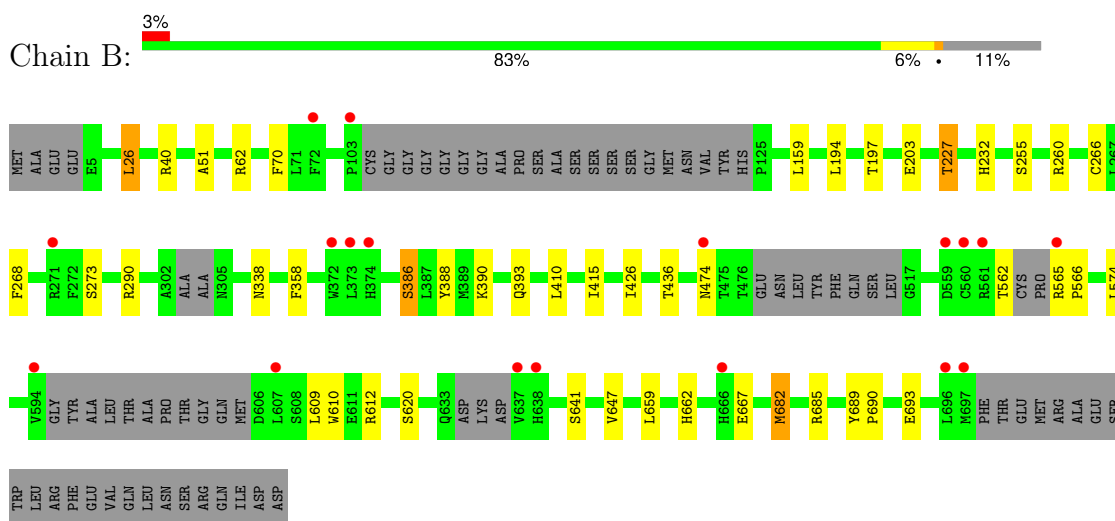 3%
Chain B:
83% 6% • 11%
MET ALA GLU GLU E5 L26 R40 A51 R62 F70 L71 F72 P103 CYS GLY GLY GLY GLY GLY GLY ALA PRO SER ALA SER SER SER SER GLY MET ASN VAL TYR HIS P125 L159 L194 T197 E203 T227 H232 S255 R260 C266 L267
F268 R271 F272 S273 R290 A302 ALA ALA N305 N338 F358 W372 L373 H374 S386 L387 Y388 M389 K390 Q393 L410 I415 I426 T436 N474 T475 T476 GLU ASN LEU TYR PHE GLN SER LEU G517 D559 C560 R561 T562 CYS PRO R565 P566 L574
V594 GLY TYR ALA LEU THR ALA PRO THR GLY GLN MET D606 L607 S608 L609 W610 E611 R612 S620 Q633 ASP LYS ASP V637 H638 S641 V647 L659 H662 H666 E667 M682 R685 Y689 P690 E693 L696 M697 PHE THR GLU MET ARG ALA GLU SER
TRP LEU ARG PHE GLU VAL GLN LEU ASN SER ARG GLN ILE ASP ASP